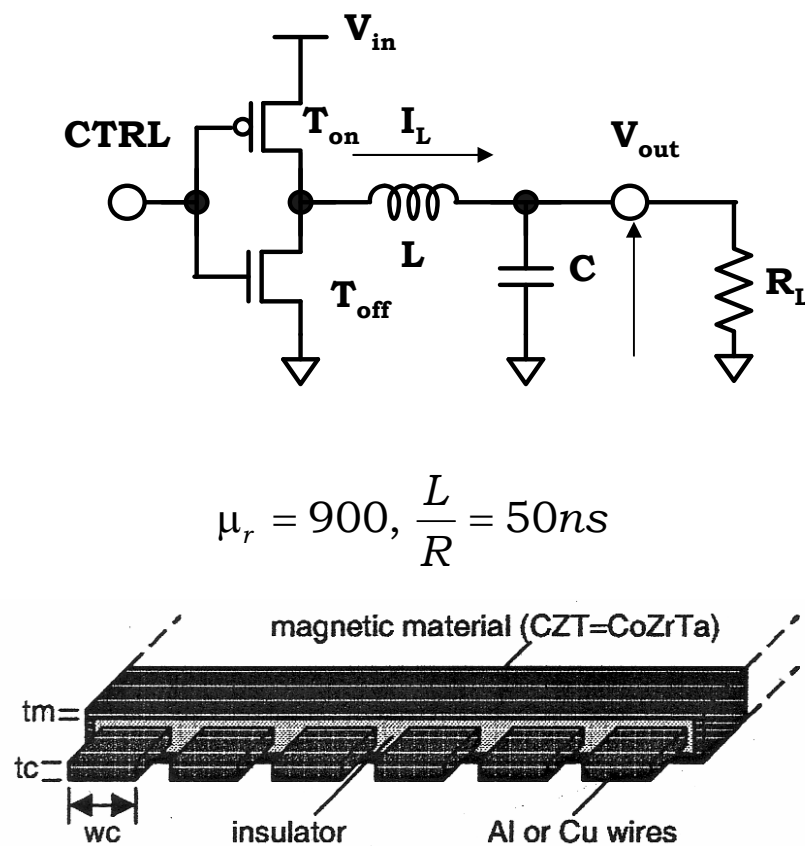 V_in
CTRL
T_on
I_L
V_out
L
C
R_L
T_off
μ_r = 900, L/R = 50ns
magnetic material (CZT=CoZrTa)
tm
tc
wc
insulator
Al or Cu wires